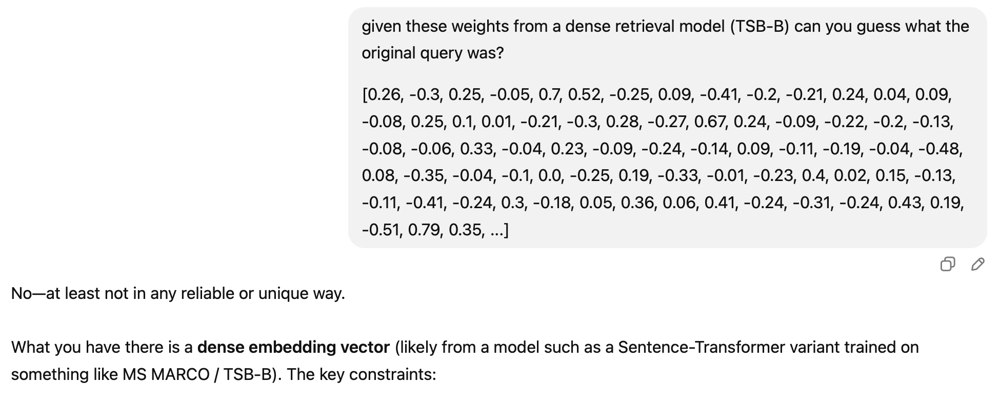 given these weights from a dense retrieval model (TSB-B) can you guess what the
original query was?
[0.26, -0.3, 0.25, -0.05, 0.7, 0.52, -0.25, 0.09, -0.41, -0.2, -0.21, 0.24, 0.04, 0.09,
-0.08, 0.25, 0.1, 0.01, -0.21, -0.3, 0.28, -0.27, 0.67, 0.24, -0.09, -0.22, -0.2, -0.13,
-0.08, -0.06, 0.33, -0.04, 0.23, -0.09, -0.24, -0.14, 0.09, -0.11, -0.19, -0.04, -0.48,
0.08, -0.35, -0.04, -0.1, 0.0, -0.25, 0.19, -0.33, -0.01, -0.23, 0.4, 0.02, 0.15, -0.13,
-0.11, -0.41, -0.24, 0.3, -0.18, 0.05, 0.36, 0.06, 0.41, -0.24, -0.31, -0.24, 0.43, 0.19,
-0.51, 0.79, 0.35, ...]
No—at least not in any reliable or unique way.
What you have there is a dense embedding vector (likely from a model such as a Sentence-Transformer variant trained on
something like MS MARCO / TSB-B). The key constraints: